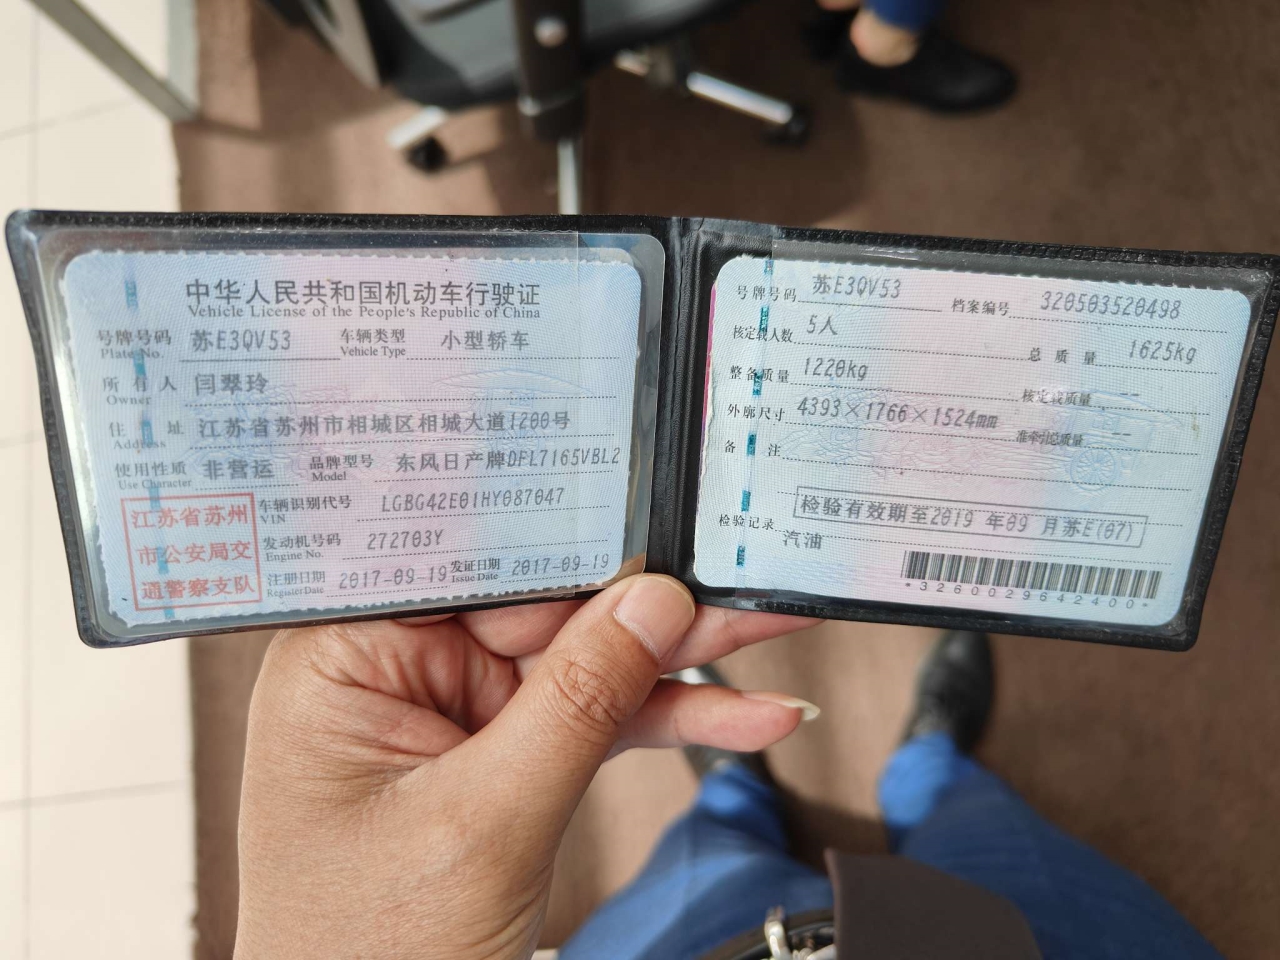 中华人民共和国机动车行驶证
Vehicle License of the People's Republic of China
号牌号码 苏E3QV53 车辆类型 小型轿车
Plate No. Vehicle Type
所有人 闫翠玲
Owner
住址 江苏省苏州市相城区相城大道1200号
Address
使用性质 非营运 品牌型号 东风日产牌DFL7165VBL2
Use Character Model
江苏省苏州
市公安局交
通警察支队
车辆识别代号 LGBG42E01HY087047
VIN
发动机号码 272703Y
Engine No.
注册日期 2017-09-19 发证日期 2017-09-19
Register Date Issue Date
号牌号码 苏E3QV53 档案编号 320503520498
核定载人数 5人 总质量 1625kg
整备质量 1220kg 核定载质量 --
外廓尺寸 4393×1766×1524mm 准牵引总质量 --
备注
检验有效期至2019年09月苏E(07)
检验记录
汽油
*3260029642400*